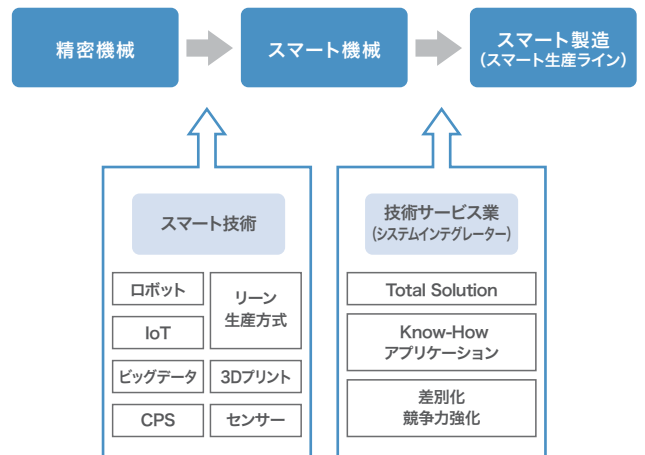 精密機械
スマート機械
スマート製造
(スマート生産ライン)
スマート技術
ロボット
IoT
ビッグデータ
CPS
リーン
生産方式
3Dプリント
センサー
技術サービス業
(システムインテグレーター)
Total Solution
Know-How
アプリケーション
差別化
競争力強化